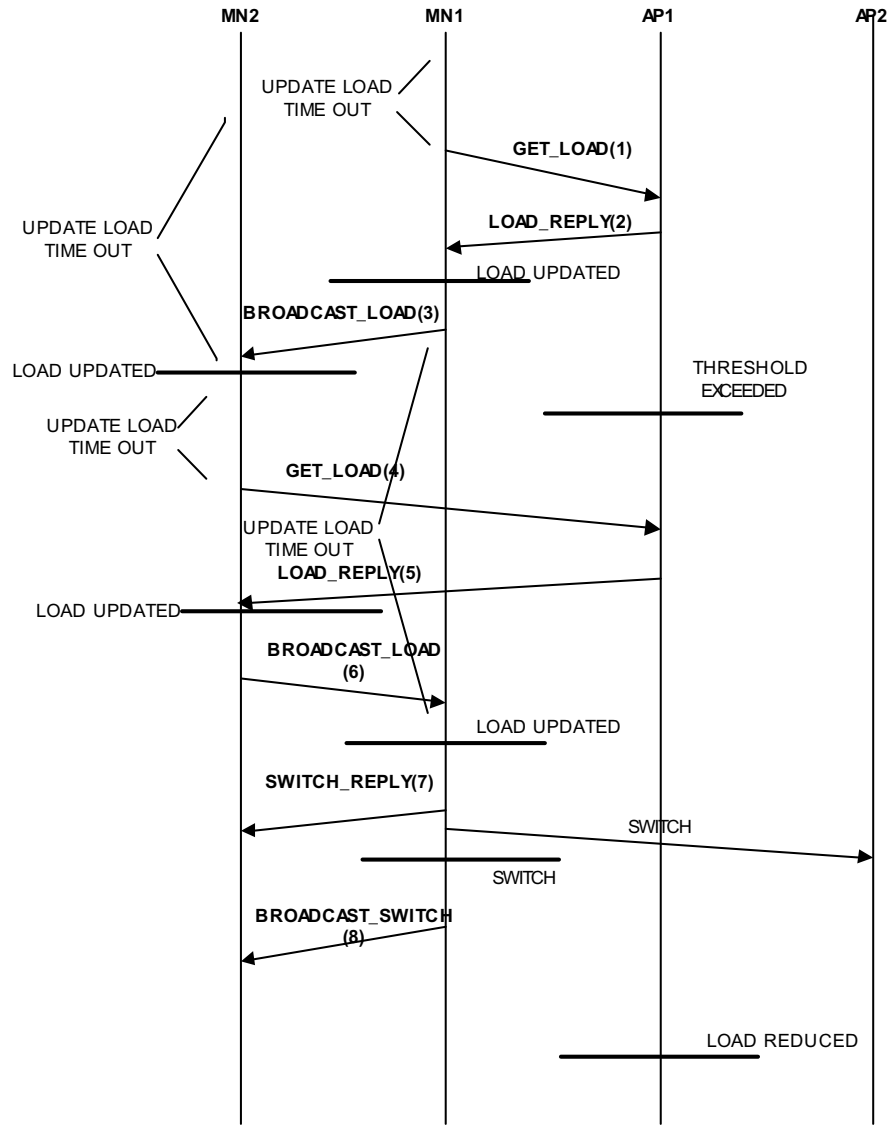 MN2
MN1
AP1
AP2
UPDATE LOAD
TIME OUT
GET_LOAD(1)
UPDATE LOAD
TIME OUT
LOAD_REPLY(2)
LOAD UPDATED
BROADCAST_LOAD(3)
LOAD UPDATED
THRESHOLD
EXCEEDED
UPDATE LOAD
TIME OUT
GET_LOAD(4)
UPDATE LOAD
TIME OUT
LOAD_REPLY(5)
LOAD UPDATED
BROADCAST_LOAD
(6)
LOAD UPDATED
SWITCH_REPLY(7)
SWITCH
SWITCH
BROADCAST_SWITCH
(8)
LOAD REDUCED